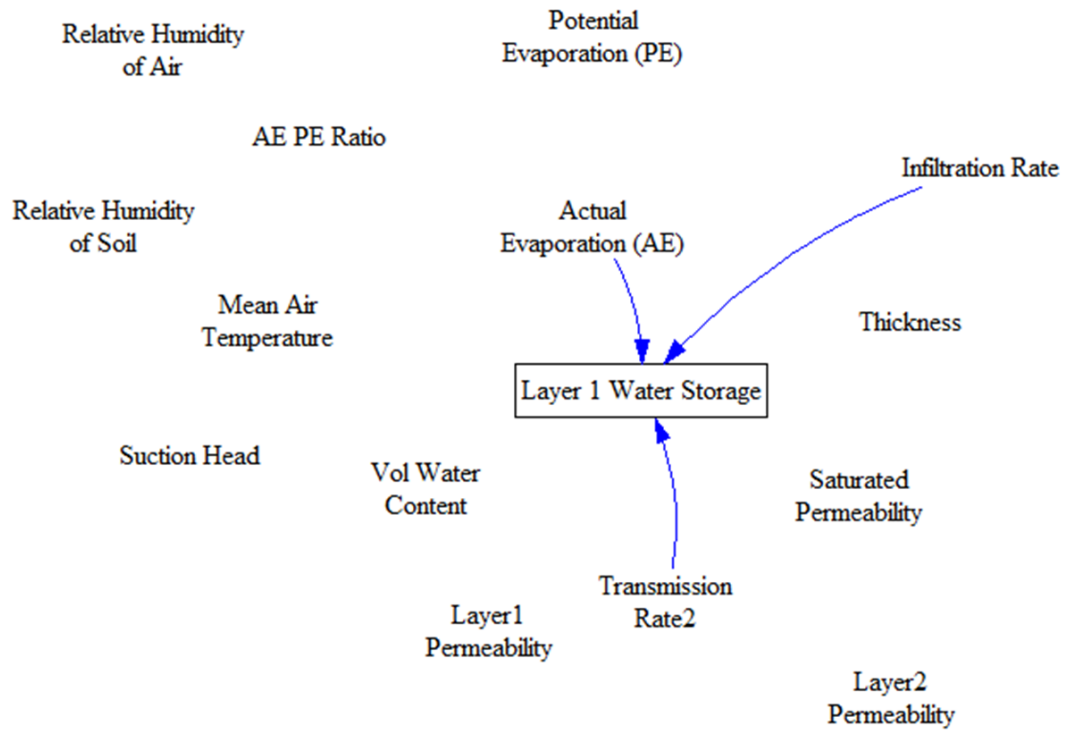 Relative Humidity
of Air
Potential
Evaporation (PE)
AE PE Ratio
Infiltration Rate
Relative Humidity
of Soil
Actual
Evaporation (AE)
Mean Air
Temperature
Thickness
Layer 1 Water Storage
Suction Head
Vol Water
Content
Saturated
Permeability
Transmission
Rate2
Layer1
Permeability
Layer2
Permeability